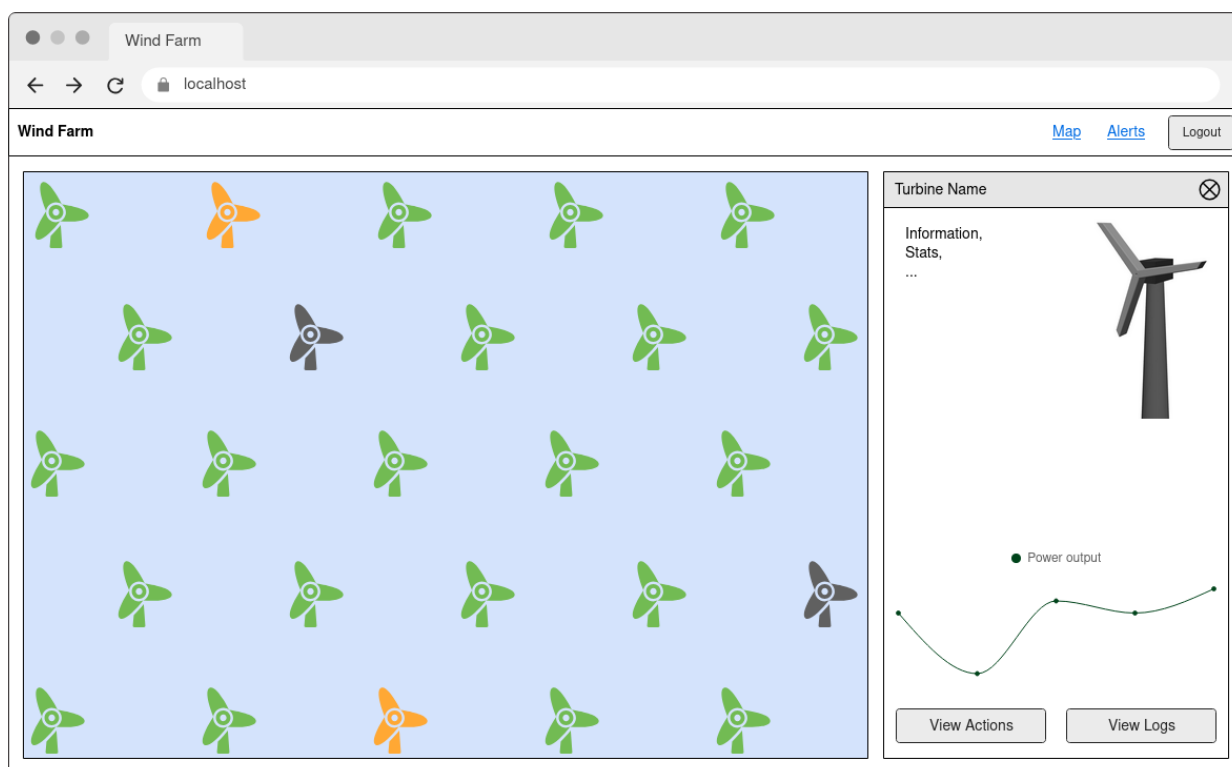 Wind Farm
localhost
Wind Farm
Map
Alerts
Logout
Turbine Name
Information,
Stats,
...
Power output
View Actions
View Logs